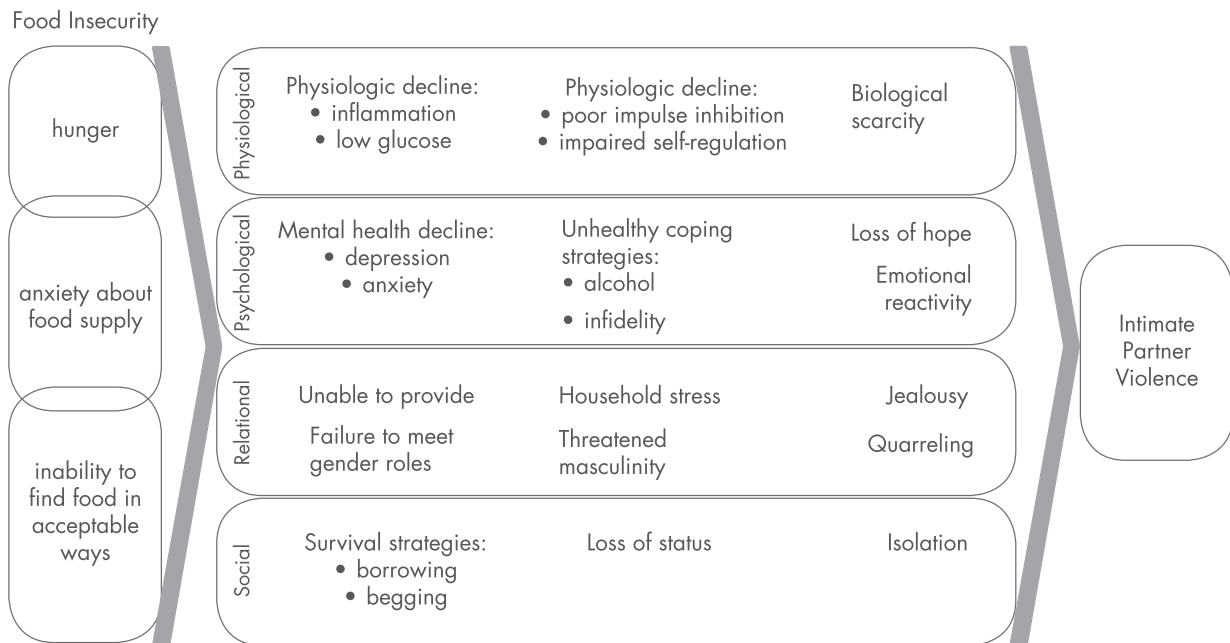 Food Insecurity
hunger
anxiety about
food supply
inability to
find food in
acceptable
ways
Physiological
Physiologic decline:
• inflammation
• low glucose
Physiologic decline:
• poor impulse inhibition
• impaired self-regulation
Biological
scarcity
Psychological
Mental health decline:
• depression
• anxiety
Unhealthy coping
strategies:
• alcohol
• infidelity
Loss of hope
Emotional
reactivity
Relational
Unable to provide
Failure to meet
gender roles
Household stress
Threatened
masculinity
Jealousy
Quarreling
Social
Survival strategies:
• borrowing
• begging
Loss of status
Isolation
Intimate
Partner
Violence